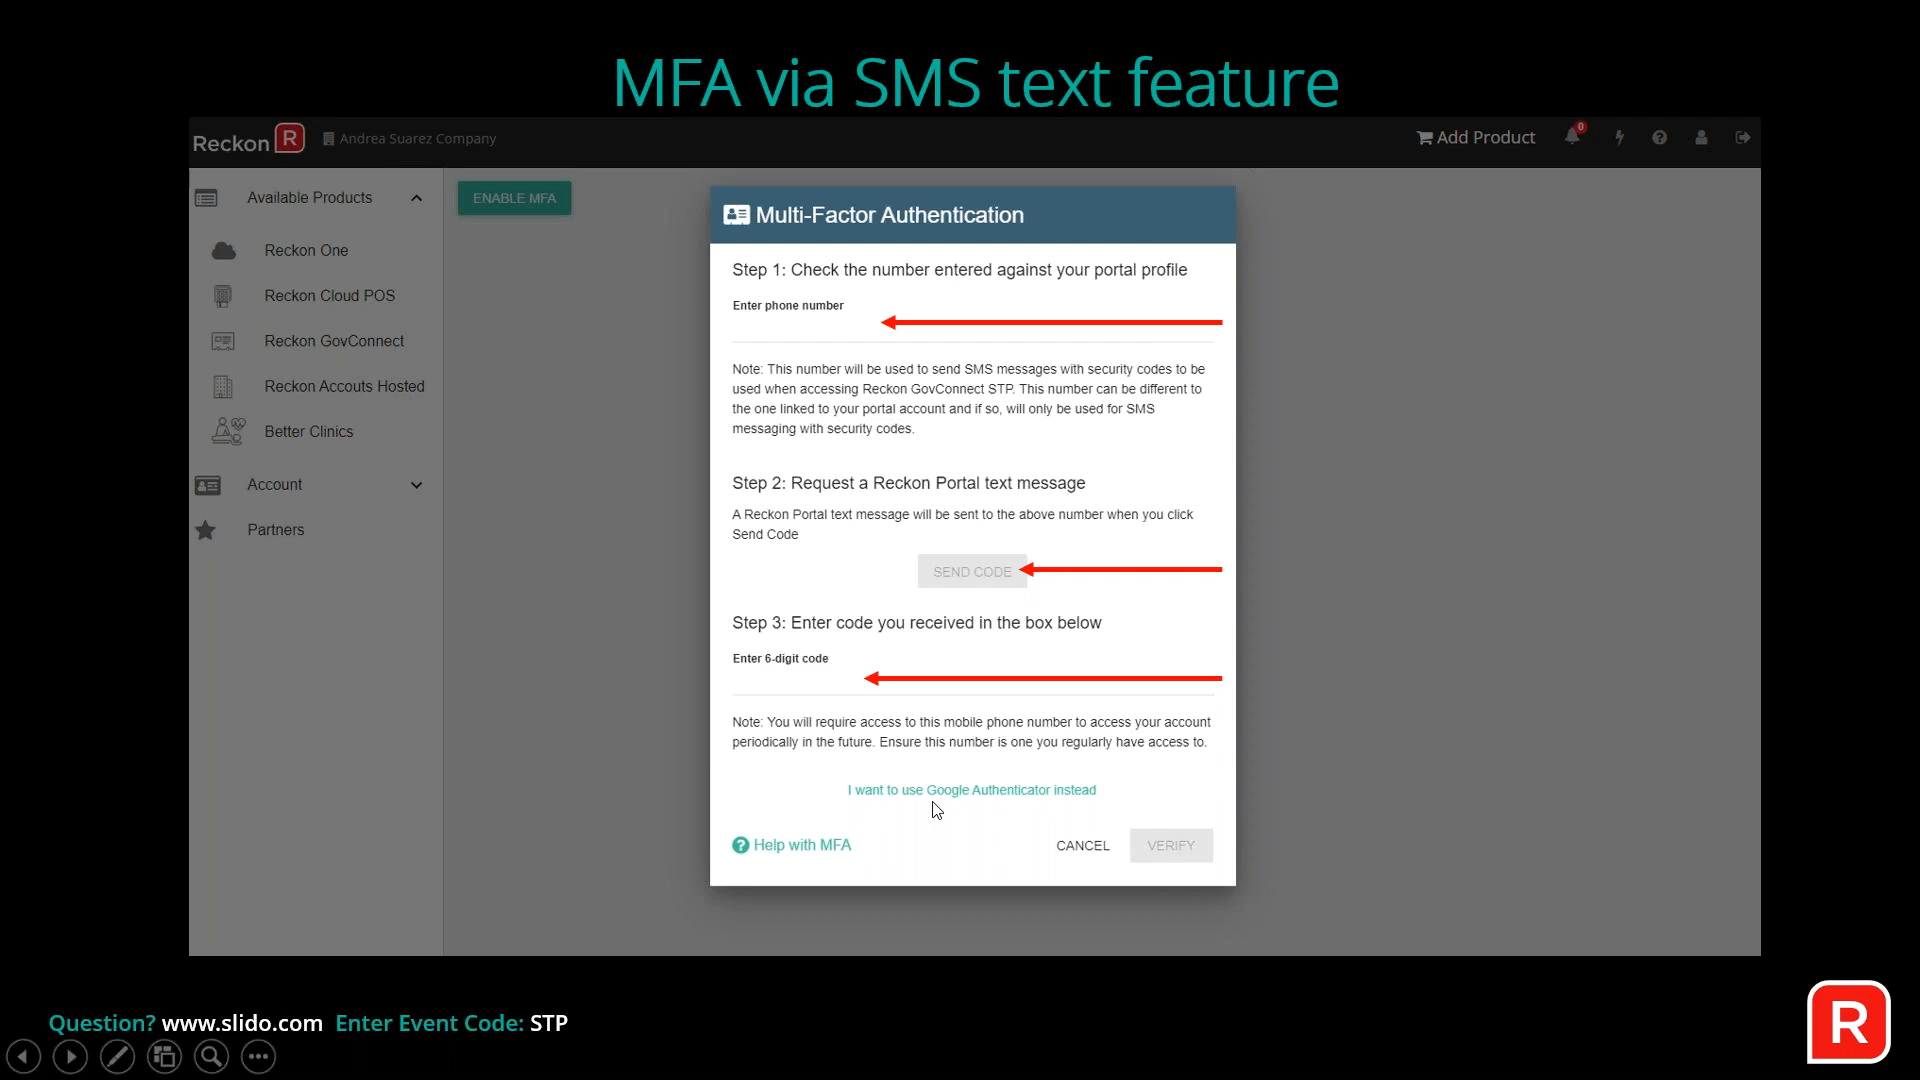 MFA via SMS text feature
Reckon R
Andrea Suarez Company
Add Product
0
Available Products
ENABLE MFA
Reckon One
Reckon Cloud POS
Reckon GovConnect
Reckon Accouts Hosted
Better Clinics
Account
Partners
Multi-Factor Authentication
Step 1: Check the number entered against your portal profile
Enter phone number
Note: This number will be used to send SMS messages with security codes to be
used when accessing Reckon GovConnect STP. This number can be different to
the one linked to your portal account and if so, will only be used for SMS
messaging with security codes.
Step 2: Request a Reckon Portal text message
A Reckon Portal text message will be sent to the above number when you click
Send Code
SEND CODE
Step 3: Enter code you received in the box below
Enter 6-digit code
Note: You will require access to this mobile phone number to access your account
periodically in the future. Ensure this number is one you regularly have access to.
I want to use Google Authenticator instead
? Help with MFA
CANCEL
VERIFY
Question? www.slido.com Enter Event Code: STP
R